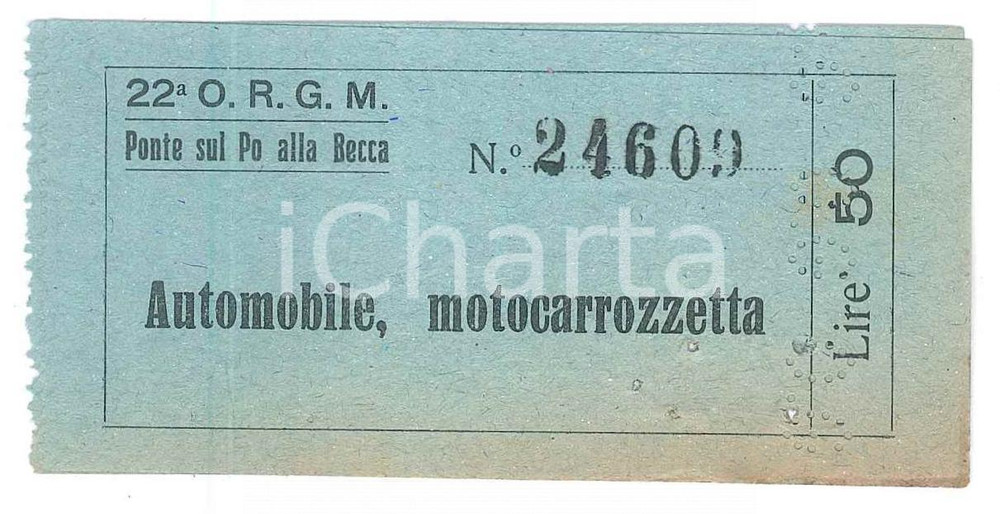 22ª O. R. G. M.
Ponte sul Po alla Becca
N.º 24609
iCharta
Automobile, motocarrozzetta
Lire 50